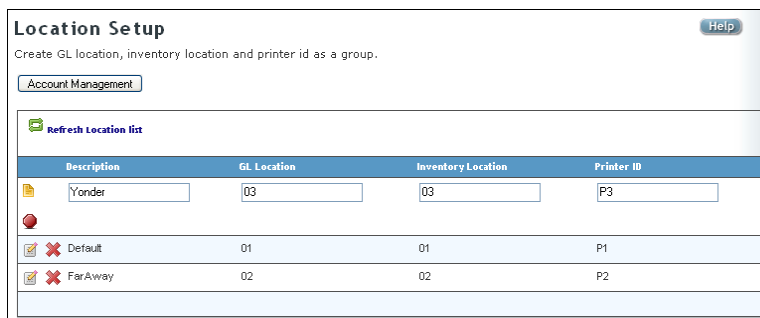 Location Setup
Help
Create GL location, inventory location and printer id as a group.
Account Management
Refresh Location list
Description GL Location Inventory Location Printer ID
Yonder 03 03 P3
Default 01 01 P1
FarAway 02 02 P2